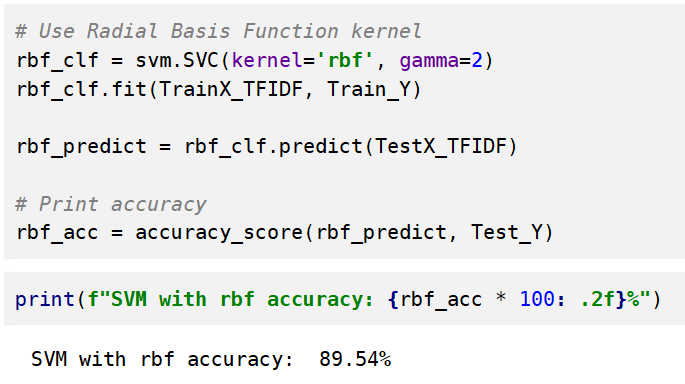 # Use Radial Basis Function kernel
rbf_clf = svm.SVC(kernel='rbf', gamma=2)
rbf_clf.fit(TrainX_TFIDF, Train_Y)
rbf_predict = rbf_clf.predict(TestX_TFIDF)
# Print accuracy
rbf_acc = accuracy_score(rbf_predict, Test_Y)
print(f"SVM with rbf accuracy: {rbf_acc * 100: .2f}%")
SVM with rbf accuracy:  89.54%